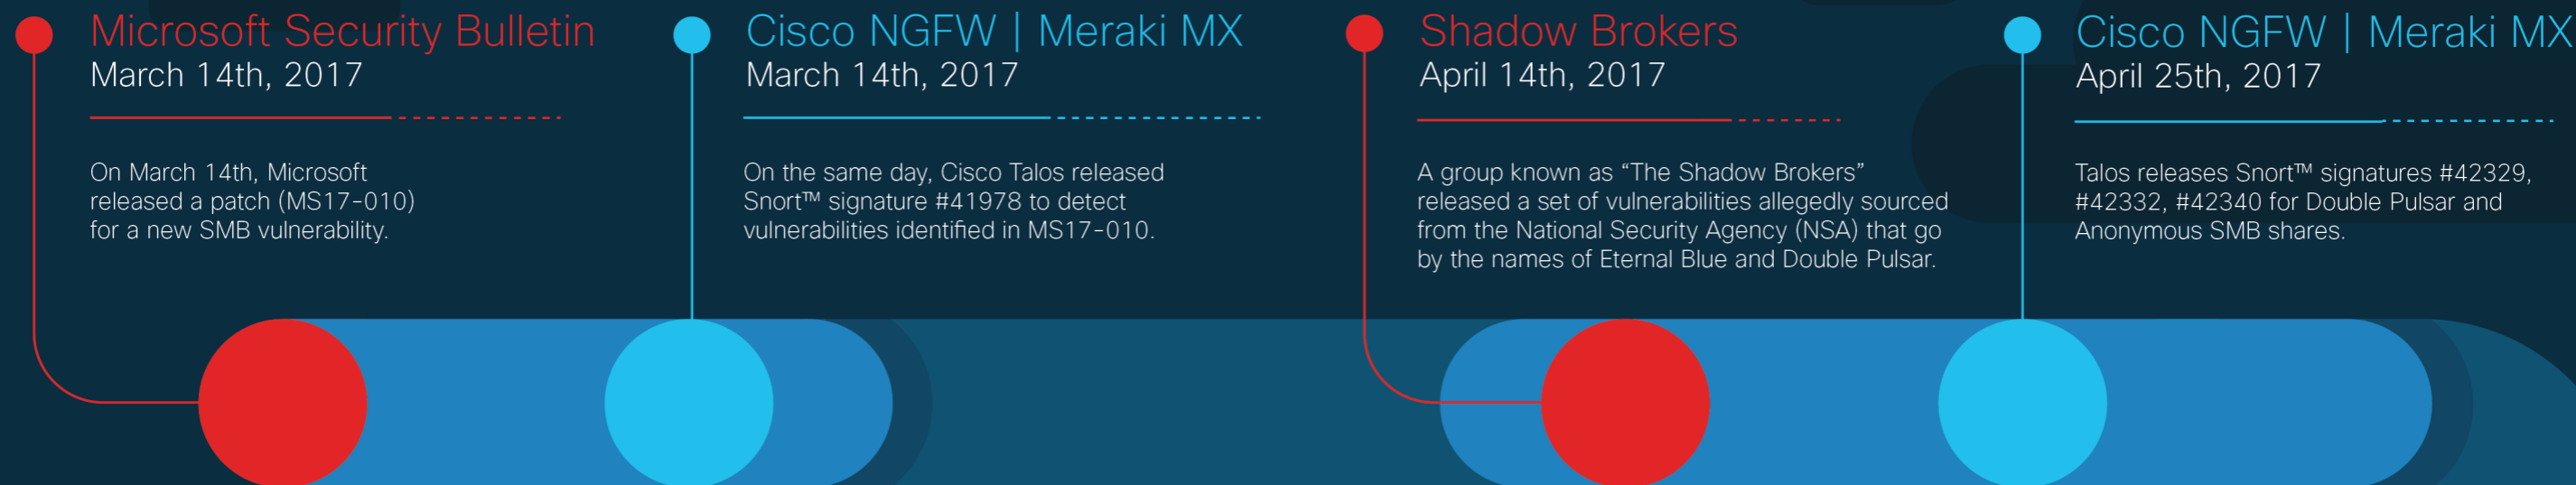 Microsoft Security Bulletin
March 14th, 2017
On March 14th, Microsoft
released a patch (MS17-010)
for a new SMB vulnerability.
Cisco NGFW | Meraki MX
March 14th, 2017
On the same day, Cisco Talos released
Snort™ signature #41978 to detect
vulnerabilities identified in MS17-010.
Shadow Brokers
April 14th, 2017
A group known as “The Shadow Brokers”
released a set of vulnerabilities allegedly sourced
from the National Security Agency (NSA) that go
by the names of Eternal Blue and Double Pulsar.
Cisco NGFW | Meraki MX
April 25th, 2017
Talos releases Snort™ signatures #42329,
#42332, #42340 for Double Pulsar and
Anonymous SMB shares.